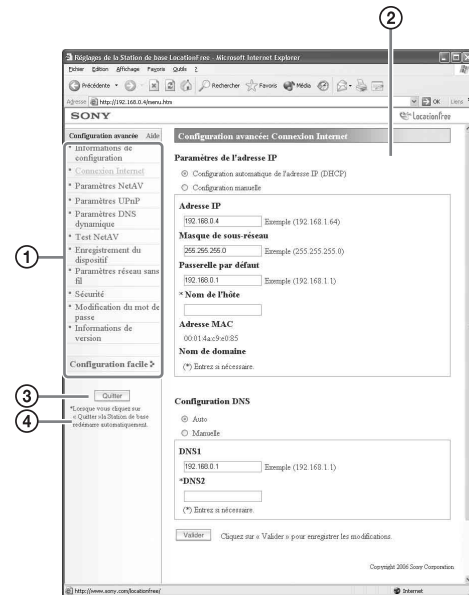 2
Réglages de la Station de base LocationFree - Microsoft Internet Explorer
Fichier Edition Affichage Favoris Outils ?
Précédente Rechercher Favoris Média
Adresse http://192.168.0.4/menu.htm OK Liens
SONY LocationFree
Configuration avancée Aide
Configuration avancée: Connexion Internet
1
* Informations de configuration
* Connexion Internet
* Paramètres NetAV
* Paramètres UPnP
* Paramètres DNS dynamique
* Test NetAV
* Enregistrement du dispositif
* Paramètres réseau sans fil
* Sécurité
* Modification du mot de passe
* Informations de version
Configuration facile
3
Quitter
4
*Lorsque vous cliquez sur
« Quitter »la Station de base
redémarre automatiquement.
Paramètres de l'adresse IP
Configuration automatique de l'adresse IP (DHCP)
Configuration manuelle
Adresse IP
192.168.0.4 Exemple (192.168.1.64)
Masque de sous-réseau
255.255.255.0 Exemple (255.255.255.0)
Passerelle par défaut
192.168.0.1 Exemple (192.168.1.1)
* Nom de l'hôte
Adresse MAC
00:01:4a:c9:e0:85
Nom de domaine
(*) Entrez si nécessaire.
Configuration DNS
Auto
Manuelle
DNS1
192.168.0.1 Exemple (192.168.1.1)
*DNS2
(*) Entrez si nécessaire.
Valider Cliquez sur « Valider » pour enregistrer les modifications.
Copyright 2006 Sony Corporation
http://www.sony.com/locationfree/ Internet